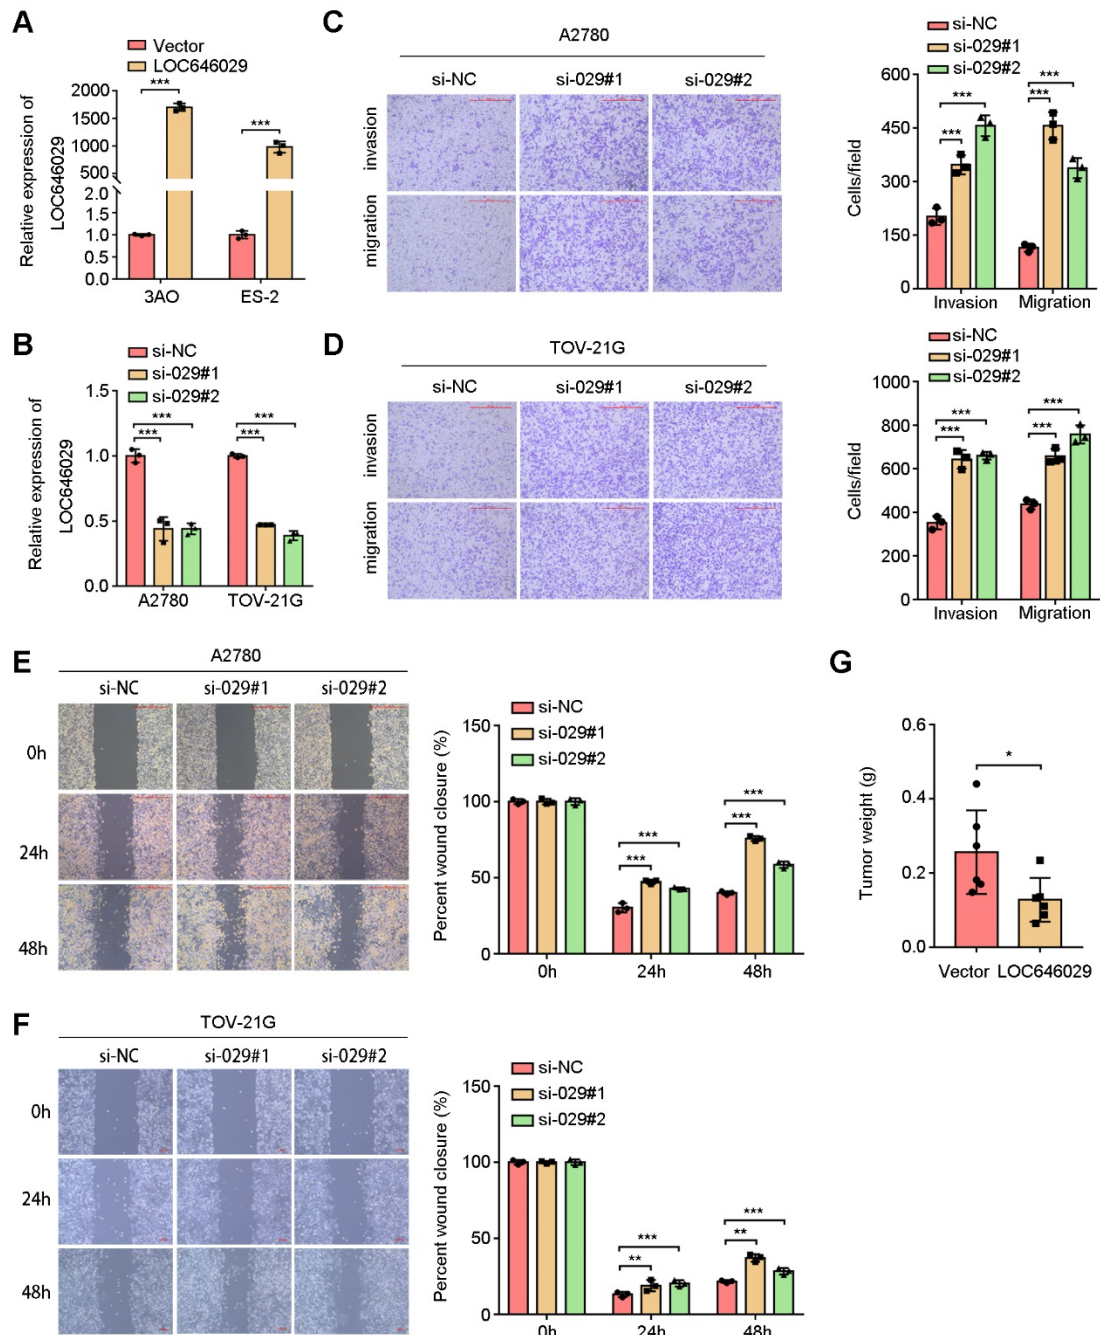 A
Vector
LOC646029
Relative expression of
LOC646029
2000
1500
1000
500
2.0
1.5
1.0
0.5
0.0
***
***
3AO
ES-2
B
si-NC
si-029#1
si-029#2
Relative expression of
LOC646029
1.5
1.0
0.5
0.0
***
***
***
***
A2780
TOV-21G
C
A2780
si-NC
si-029#1
si-029#2
invasion
migration
si-NC
si-029#1
si-029#2
Cells/field
600
450
300
150
0
***
***
***
***
Invasion
Migration
D
TOV-21G
si-NC
si-029#1
si-029#2
invasion
migration
si-NC
si-029#1
si-029#2
Cells/field
1000
800
600
400
200
0
***
***
***
***
Invasion
Migration
E
A2780
si-NC
si-029#1
si-029#2
0h
24h
48h
si-NC
si-029#1
si-029#2
Percent wound closure (%)
150
100
50
0
***
***
***
***
0h
24h
48h
G
Tumor weight (g)
0.6
0.4
0.2
0.0
*
Vector
LOC646029
F
TOV-21G
si-NC
si-029#1
si-029#2
0h
24h
48h
si-NC
si-029#1
si-029#2
Percent wound closure (%)
150
100
50
0
***
**
***
**
0h
24h
48h